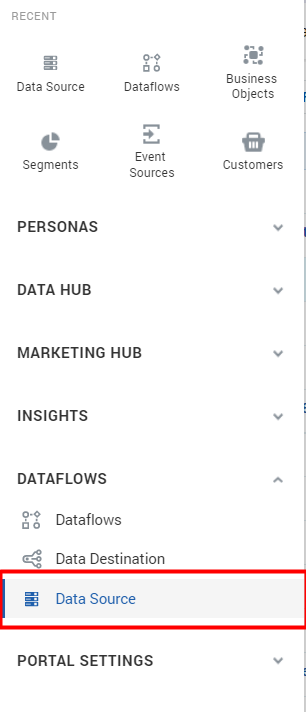 RECENT
Data Source
Dataflows
Business
Objects
Segments
Event
Sources
Customers
PERSONAS
DATA HUB
MARKETING HUB
INSIGHTS
DATAFLOWS
Dataflows
Data Destination
Data Source
PORTAL SETTINGS